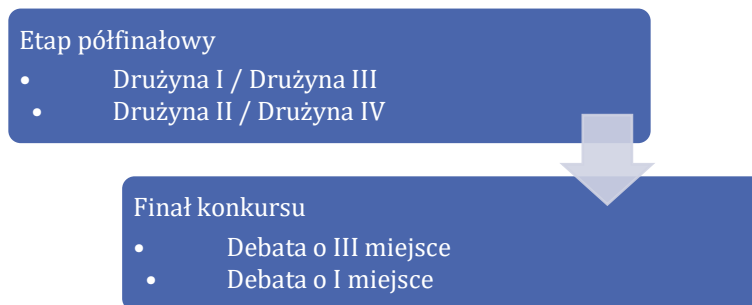 Etap półfinałowy
• Drużyna I / Drużyna III
• Drużyna II / Drużyna IV
Finał konkursu
• Debata o III miejsce
• Debata o I miejsce